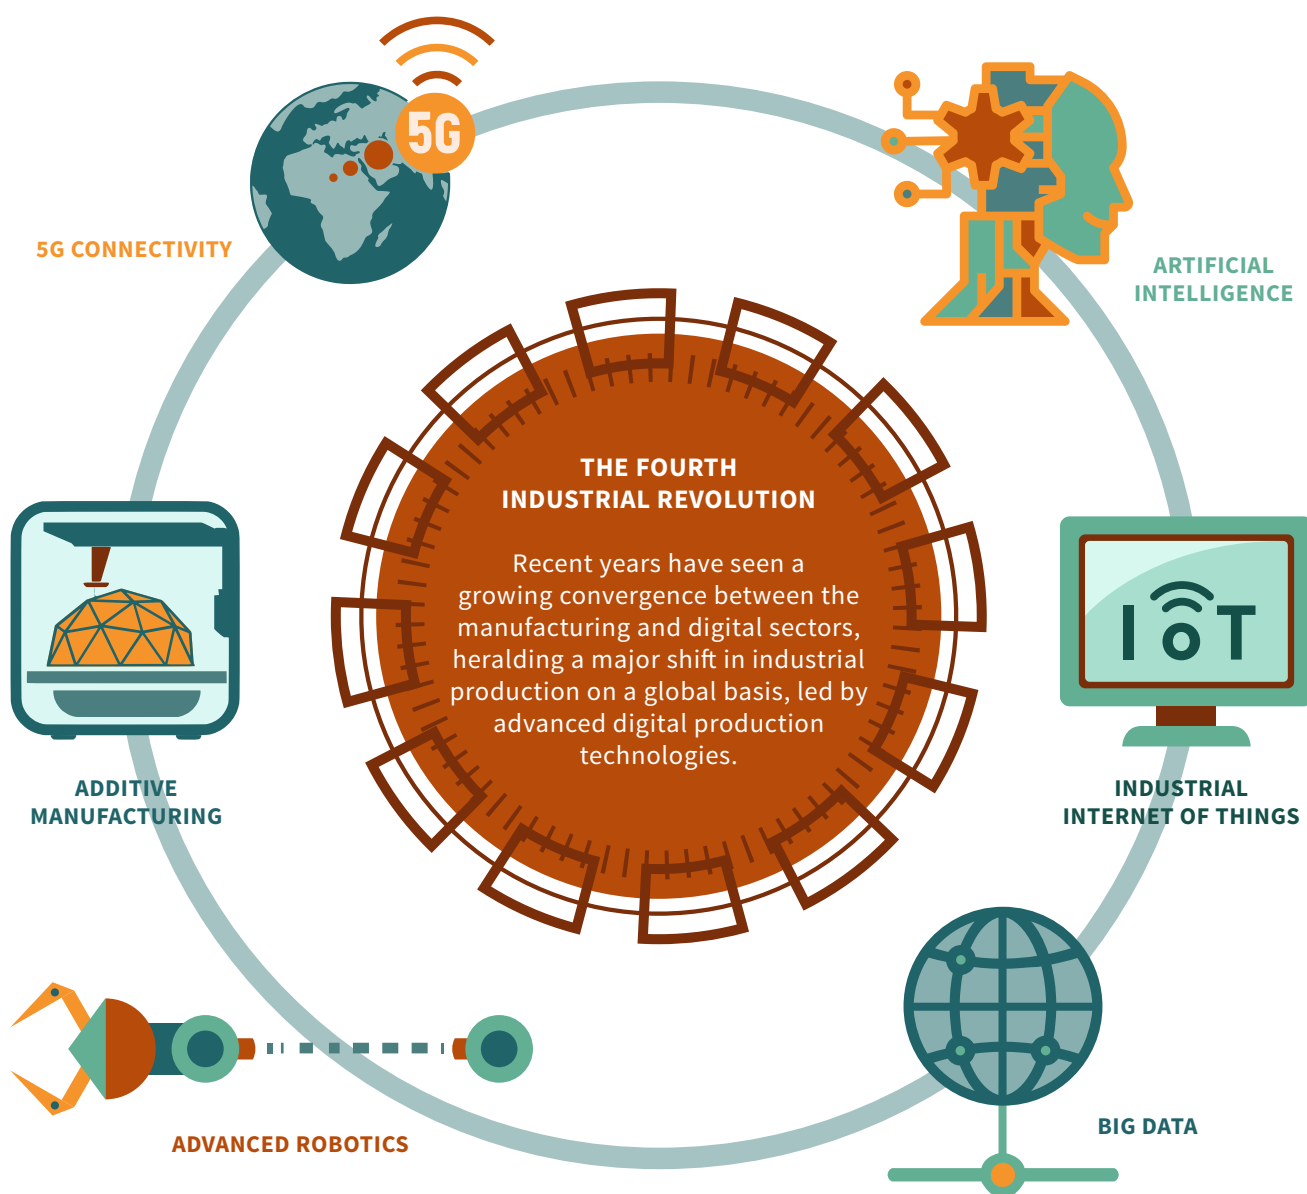 5G
5G CONNECTIVITY
ARTIFICIAL
INTELLIGENCE
THE FOURTH
INDUSTRIAL REVOLUTION
Recent years have seen a
growing convergence between the
manufacturing and digital sectors,
heralding a major shift in industrial
production on a global basis, led by
advanced digital production
technologies.
IoT
ADDITIVE
MANUFACTURING
INDUSTRIAL
INTERNET OF THINGS
ADVANCED ROBOTICS
BIG DATA